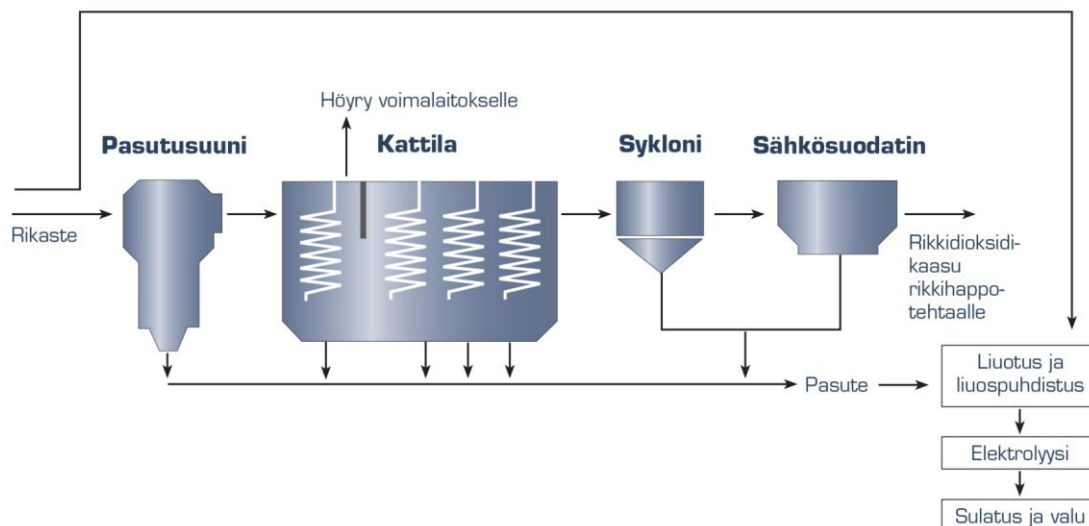 Höyry voimalaitokselle
Pasutusuuni
Kattila
Sykloni
Sähkösuodatin
Rikaste
Rikkidioksidi-
kaasu
rikkihappo-
tehtaalle
Pasute
Liuotus ja
liuospuhdistus
Elektrolyysi
Sulatus ja valu